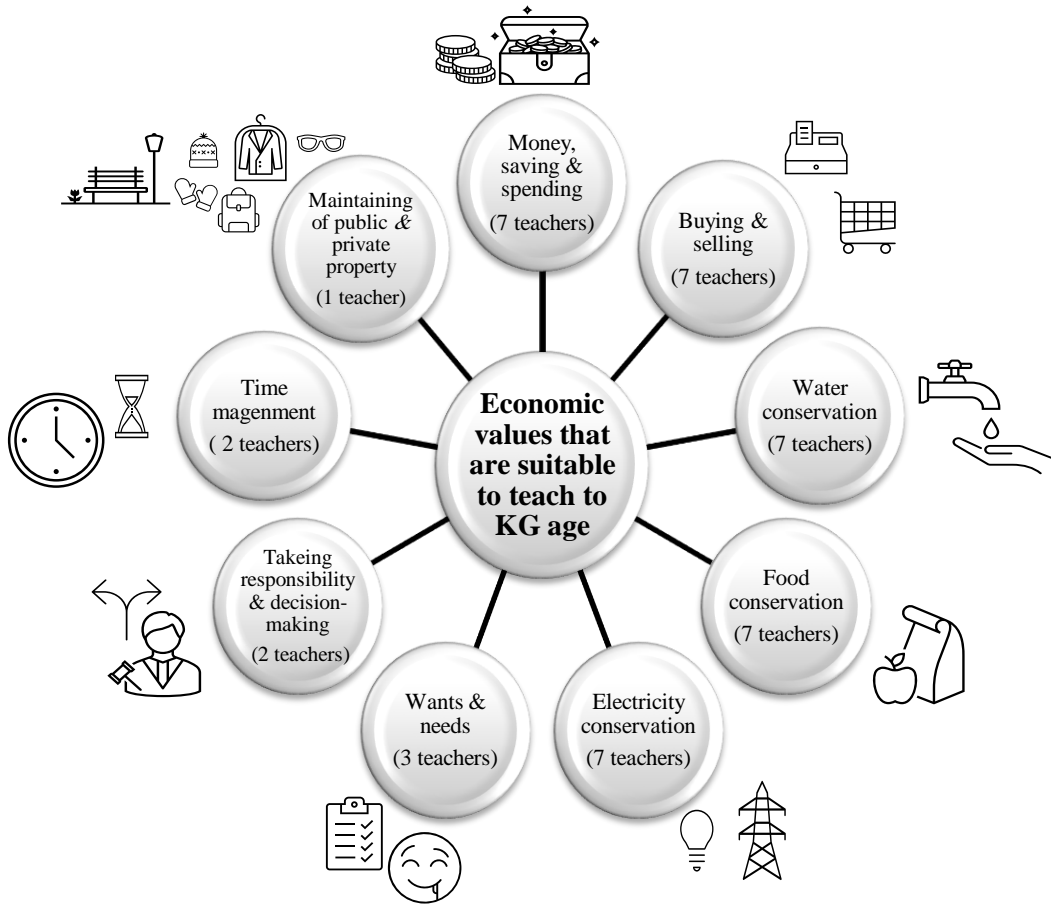 Money,
saving &
spending
(7 teachers)
Buying &
selling
(7 teachers)
Water
conservation
(7 teachers)
Food
conservation
(7 teachers)
Electricity
conservation
(7 teachers)
Wants &
needs
(3 teachers)
Takeing
responsibility
& decision-
making
(2 teachers)
Time
magenment
( 2 teachers)
Maintaining
of public &
private
property
(1 teacher)
Economic
values that
are suitable
to teach to
KG age